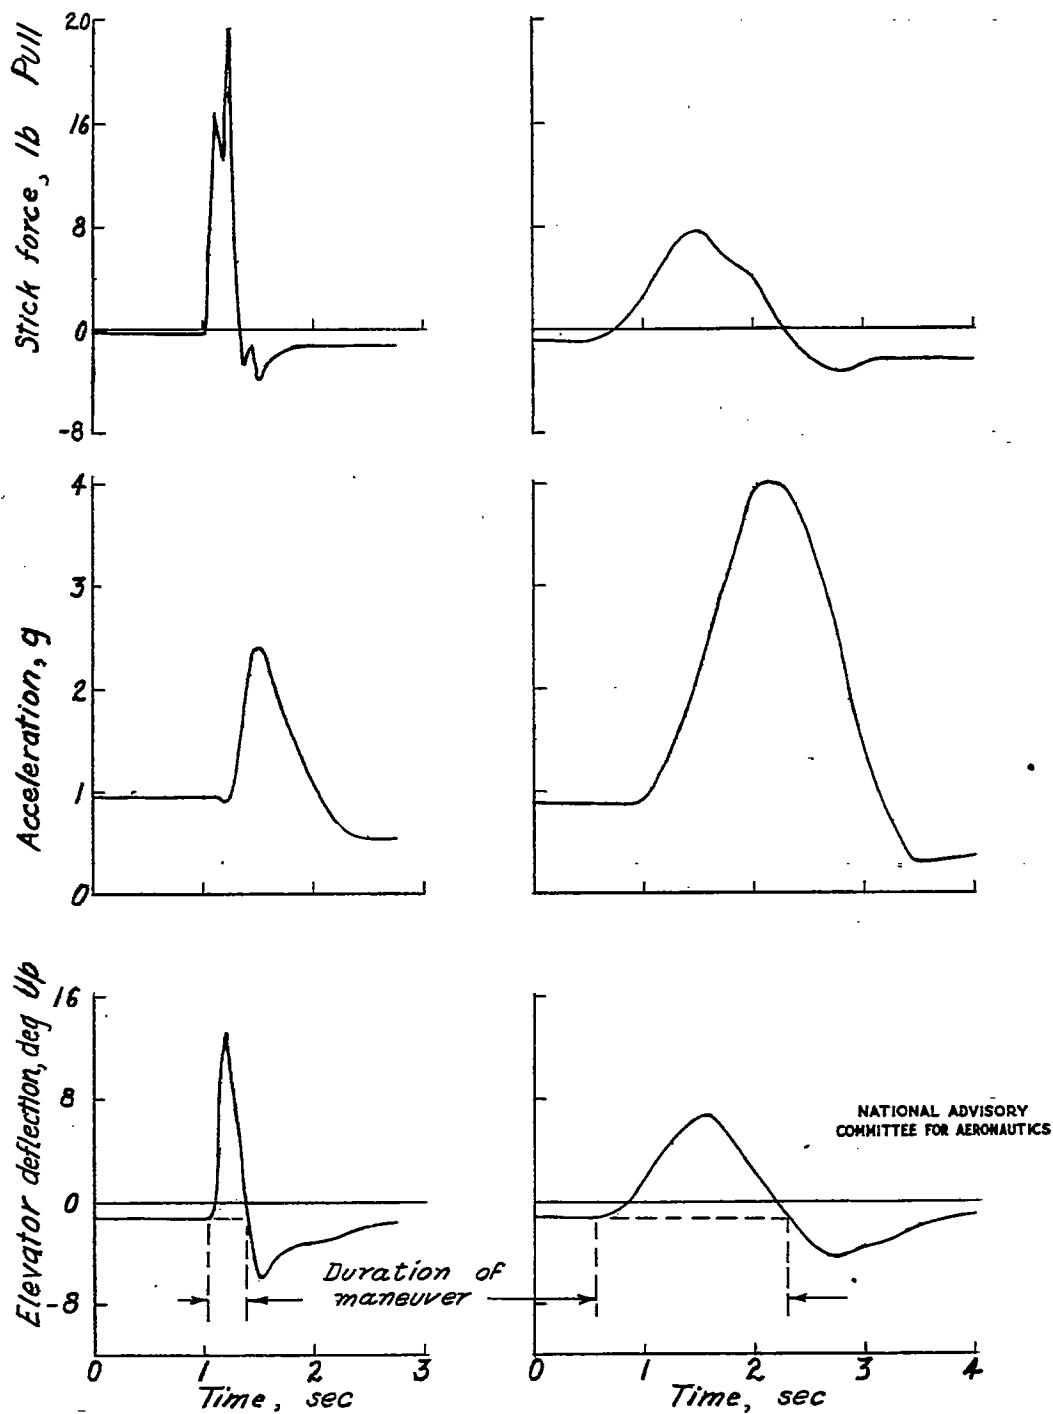 Stick force, lb Pull
20
16
8
0
-8
Acceleration, g
4
3
2
1
0
Elevator deflection, deg Up
16
8
0
-8
NATIONAL ADVISORY
COMMITTEE FOR AERONAUTICS
Duration of
maneuver
0 1 2 3
Time, sec
0 1 2 3 4
Time, sec